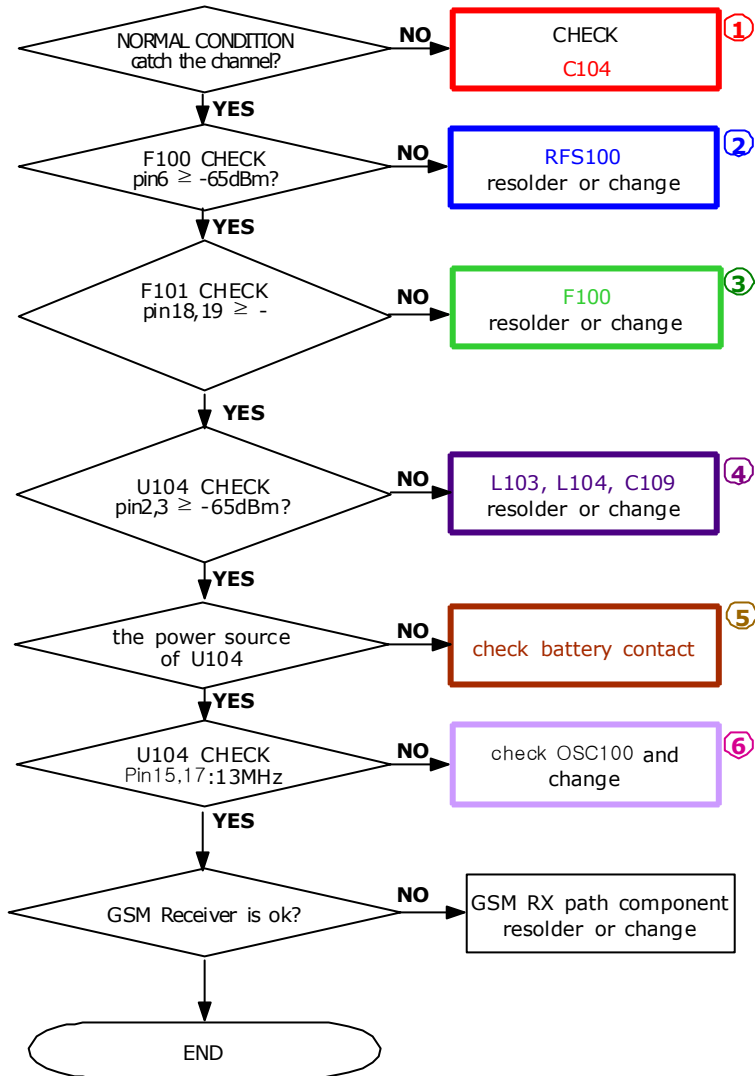 NORMAL CONDITION
catch the channel?
NO
CHECK
C104
①
YES
F100 CHECK
pin6 ≥ -65dBm?
NO
RFS100
resolder or change
②
YES
F101 CHECK
pin18,19 ≥ -
NO
F100
resolder or change
③
YES
U104 CHECK
pin2,3 ≥ -65dBm?
NO
L103, L104, C109
resolder or change
④
YES
the power source
of U104
NO
check battery contact
⑤
YES
U104 CHECK
Pin15,17:13MHz
NO
check OSC100 and
change
⑥
YES
GSM Receiver is ok?
NO
GSM RX path component
resolder or change
END